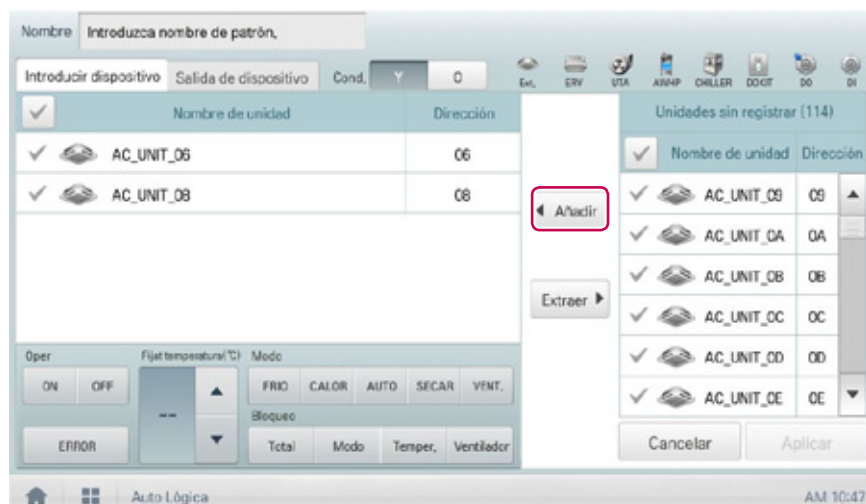 Nombre Introduzca nombre de patrón,
Introducir dispositivo Salida de dispositivo Cond, Y O
Ext, ERV UTA AWHP CHILLER DO KIT DO DI
Nombre de unidad Dirección
AC_UNIT_06 06
AC_UNIT_08 08
Añadir
Extraer
Unidades sin registrar (114)
Nombre de unidad Dirección
AC_UNIT_09 09
AC_UNIT_0A 0A
AC_UNIT_0B 0B
AC_UNIT_0C 0C
AC_UNIT_0D 0D
AC_UNIT_0E 0E
Oper Fijat temperatura(℃) Modo
ON OFF -- FRIO CALOR AUTO SECAR VENT.
Bloqueo
ERROR Total Modo Temper, Ventilador
Cancelar Aplicar
Auto Lógica AM 10:47